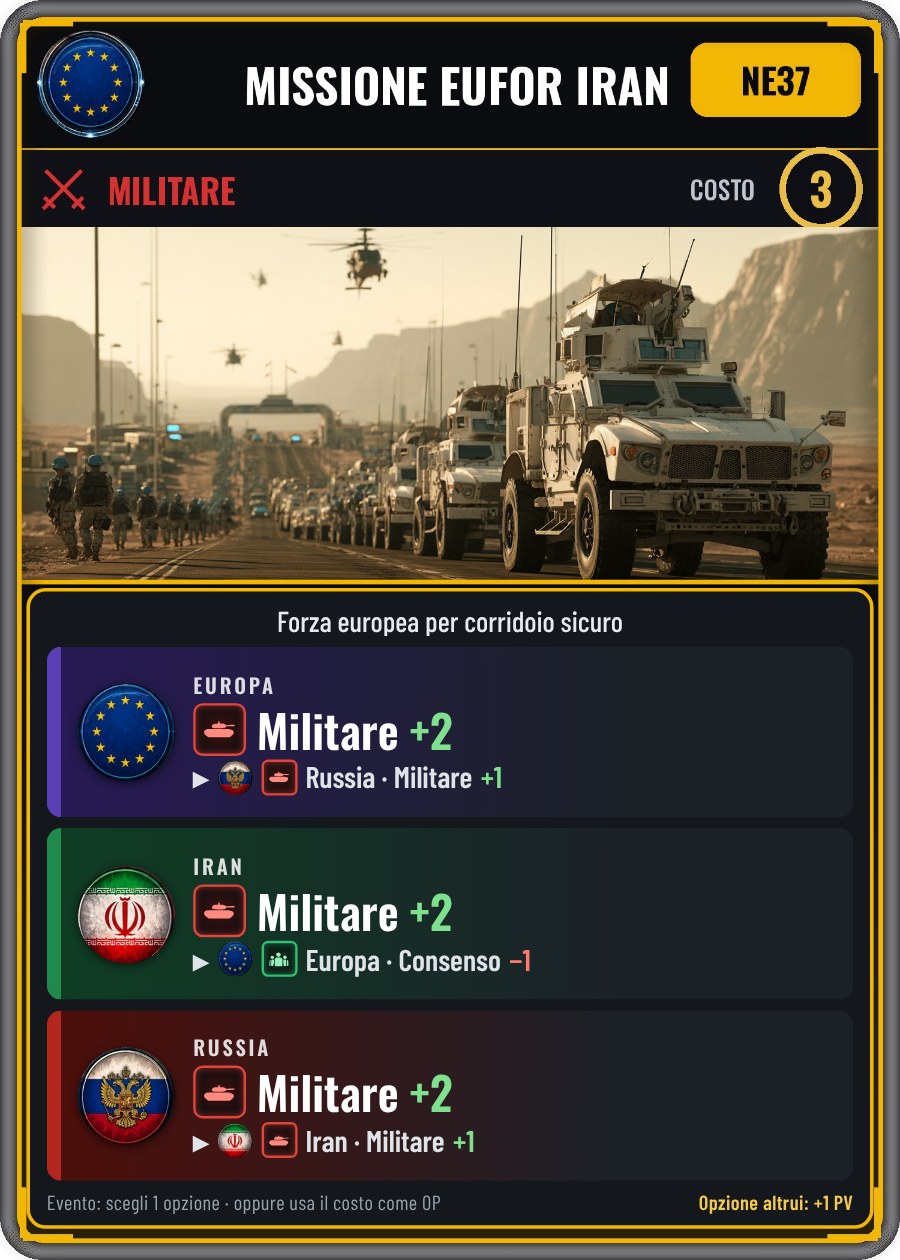 MISSIONE EUFOR IRAN
NE37
MILITARE
COSTO
3
Forza europea per corridoio sicuro
EUROPA
Militare +2
▶ Russia · Militare +1
IRAN
Militare +2
▶ Europa · Consenso −1
RUSSIA
Militare +2
▶ Iran · Militare +1
Evento: scegli 1 opzione · oppure usa il costo come OP
Opzione altrui: +1 PV